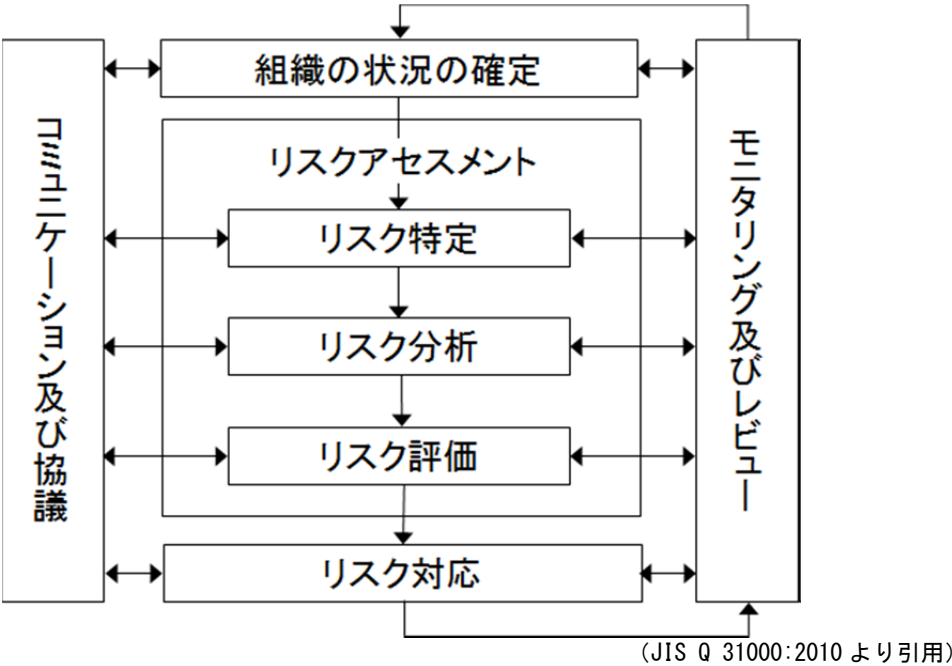 組織の状況の確定
コミュニケーション及び協議
リスクアセスメント
リスク特定
リスク分析
リスク評価
リスク対応
モニタリング及びレビュー
(JIS Q 31000:2010 より引用)